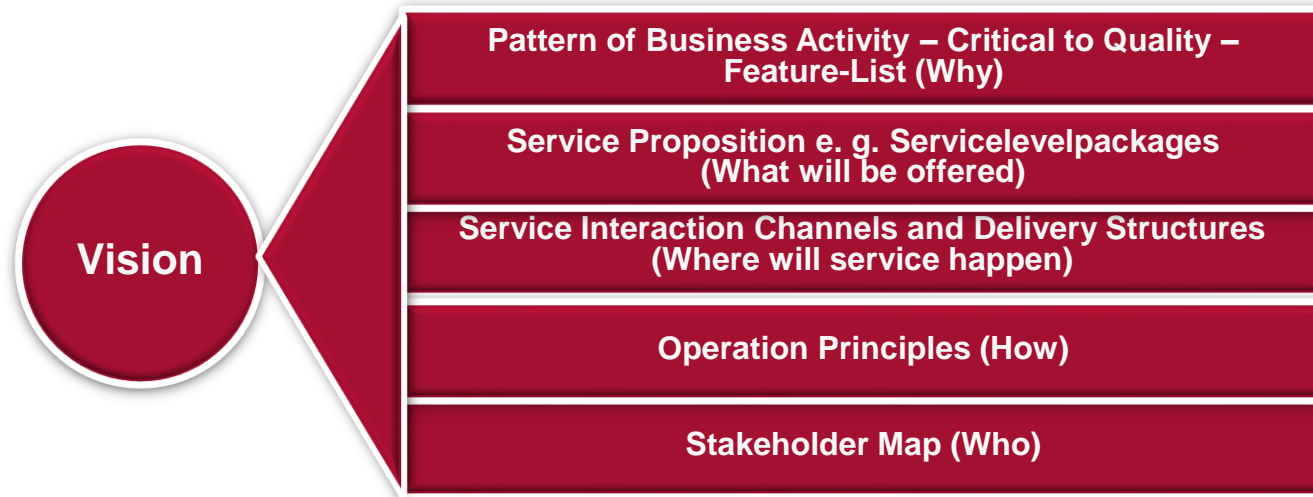 Vision
Pattern of Business Activity – Critical to Quality –
Feature-List (Why)
Service Proposition e. g. Servicelevelpackages
(What will be offered)
Service Interaction Channels and Delivery Structures
(Where will service happen)
Operation Principles (How)
Stakeholder Map (Who)